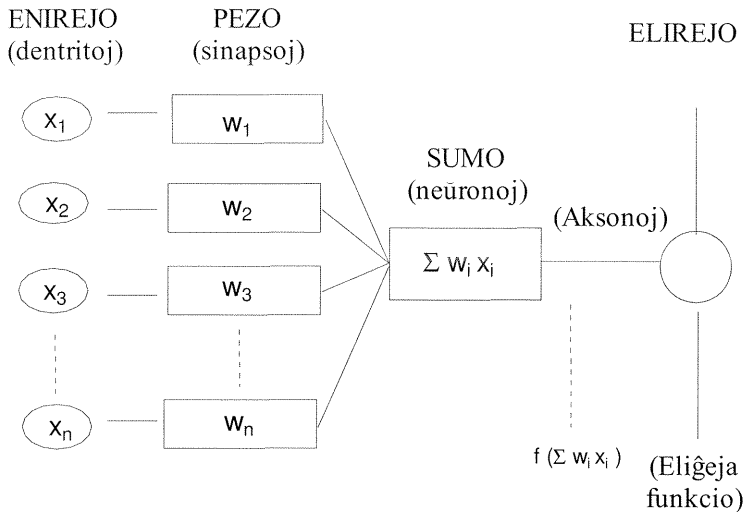 ENIREJO
(dentritoj)
PEZO
(sinapsoj)
ELIREJO
x1
w1
SUMO
(neŭronoj)
x2
w2
(Aksonoj)
Σ wi xi
x3
w3
xn
wn
f (Σ wi xi )
(Eliĝeja
funkcio)